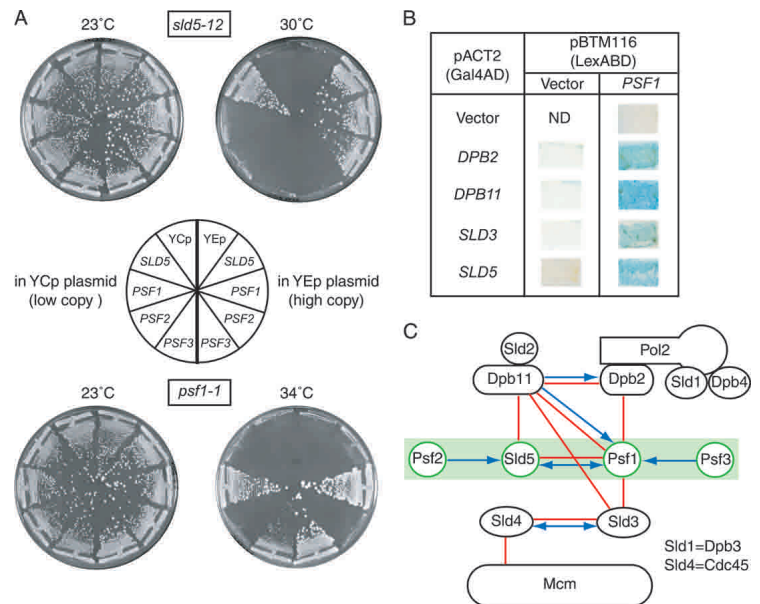 A
23°C
sld5-12
30°C
YCp
YEp
SLD5
SLD5
in YCp plasmid
(low copy )
PSF1
PSF1
in YEp plasmid
(high copy)
PSF2
PSF2
PSF3
PSF3
23°C
psf1-1
34°C
B
pACT2
(Gal4AD)
pBTM116
(LexABD)
Vector
PSF1
Vector
ND
DPB2
DPB11
SLD3
SLD5
C
Sld2
Pol2
Dpb11
Dpb2
Sld1
Dpb4
Psf2
Sld5
Psf1
Psf3
Sld4
Sld3
Sld1=Dpb3
Sld4=Cdc45
Mcm